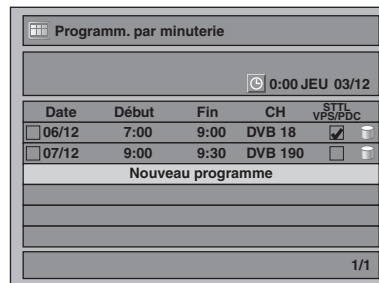 Programm. par minuterie
0:00 JEU 03/12
Date Début Fin CH STTL VPS/PDC
06/12 7:00 9:00 DVB 18
07/12 9:00 9:30 DVB 190
Nouveau programme
1/1